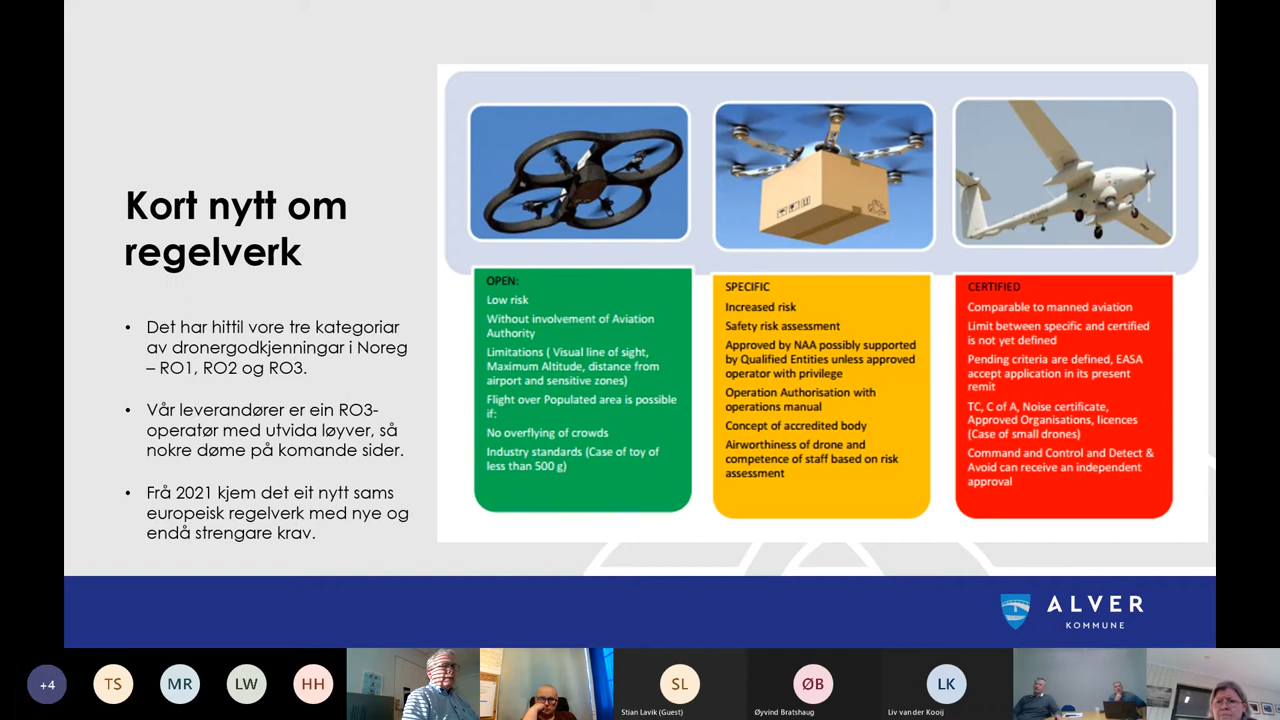 Kort nytt om
regelverk
• Det har hittil vore tre kategoriar
av dronergodkjenningar i Noreg
– RO1, RO2 og RO3.
• Vår leverandører er ein RO3-
operatør med utvida løyver, så
nokre døme på komande sider.
• Frå 2021 kjem det eit nytt sams
europeisk regelverk med nye og
endå strengare krav.
OPEN:
Low risk
Without involvement of Aviation
Authority
Limitations ( Visual line of sight,
Maximum Altitude, distance from
airport and sensitive zones)
Flight over Populated area is possible
if:
No overflying of crowds
Industry standards (Case of toy of
less than 500 g)
SPECIFIC
Increased risk
Safety risk assessment
Approved by NAA possibly supported
by Qualified Entities unless approved
operator with privilege
Operation Authorisation with
operations manual
Concept of accredited body
Airworthiness of drone and
competence of staff based on risk
assessment
CERTIFIED
Comparable to manned aviation
Limit between specific and certified
is not yet defined
Pending criteria are defined, EASA
accept application in its present
remit
TC, C of A, Noise certificate,
Approved Organisations, licences
(Case of small drones)
Command and Control and Detect &
Avoid can receive an independent
approval
ALVER
KOMMUNE
+4
TS
MR
LW
HH
SL
ØB
LK
Stian Lavik (Guest)
Øyvind Bratshaug
Liv van der Kooij